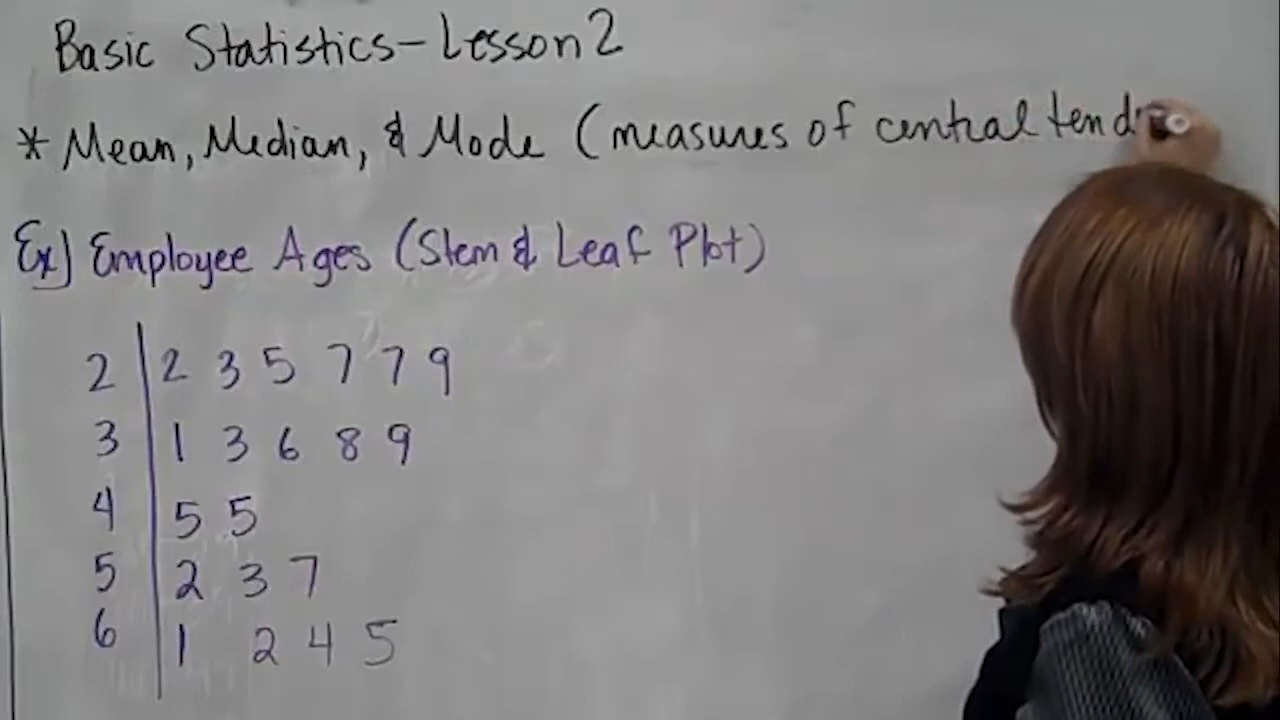 Basic Statistics - Lesson 2
* Mean, Median, & Mode (measures of central tend
Ex) Employee Ages (Stem & Leaf Plot)
2 | 2 3 5 7 7 9
3 | 1 3 6 8 9
4 | 5 5
5 | 2 3 7
6 | 1 2 4 5